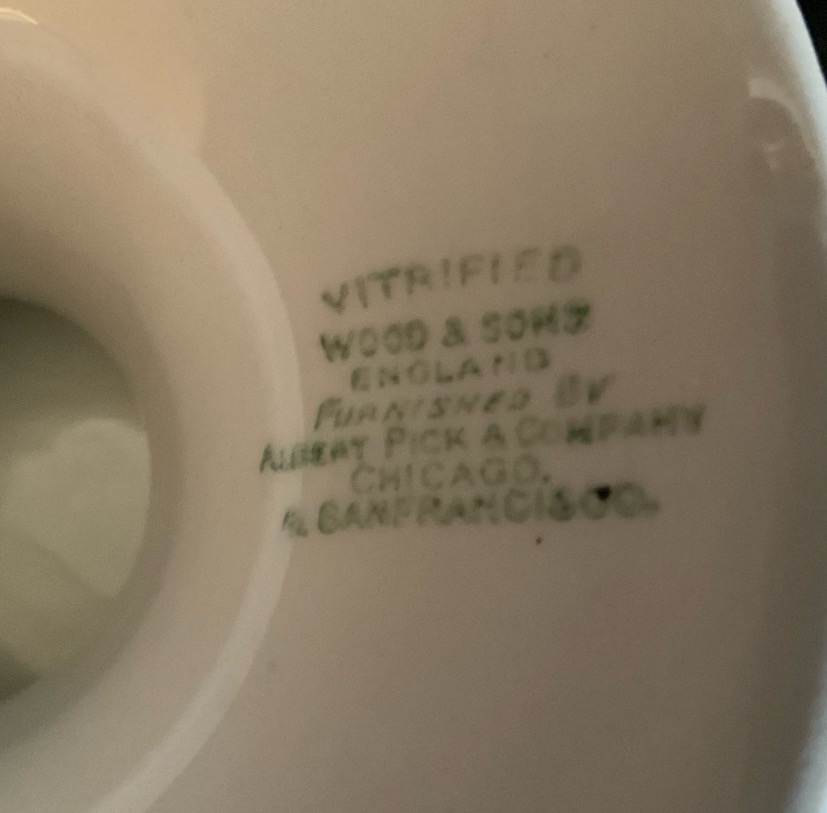 VITRIFIED
WOOD & SONS
ENGLAND
FURNISHED BY
ALBERT PICK & COMPANY
CHICAGO.
SANFRANCISCO.